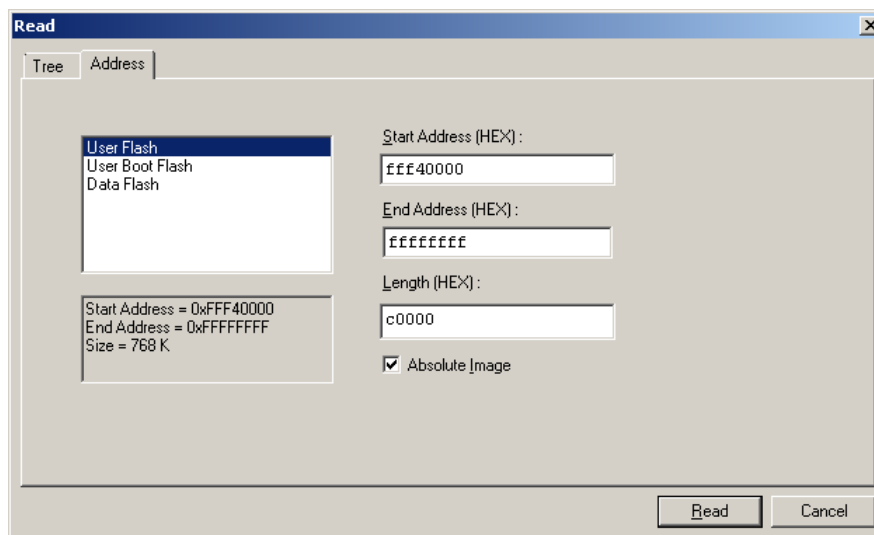 Read
Tree
Address
User Flash
User Boot Flash
Data Flash
Start Address = 0xFFF40000
End Address = 0xFFFFFFFF
Size = 768 K
Start Address (HEX) :
fff40000
End Address (HEX) :
ffffffff
Length (HEX) :
c0000
Absolute Image
Read
Cancel